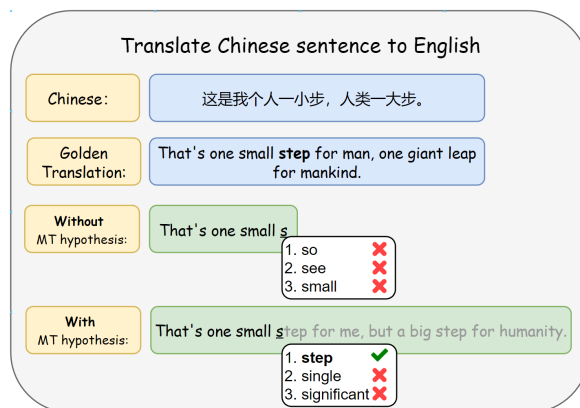 Translate Chinese sentence to English
Chinese:
这是我个人一小步，人类一大步。
Golden
Translation:
That's one small step for man, one giant leap
for mankind.
Without
MT hypothesis:
That's one small s
1. so
2. see
3. small
With
MT hypothesis:
That's one small step for me, but a big step for humanity.
1. step
2. single
3. significant